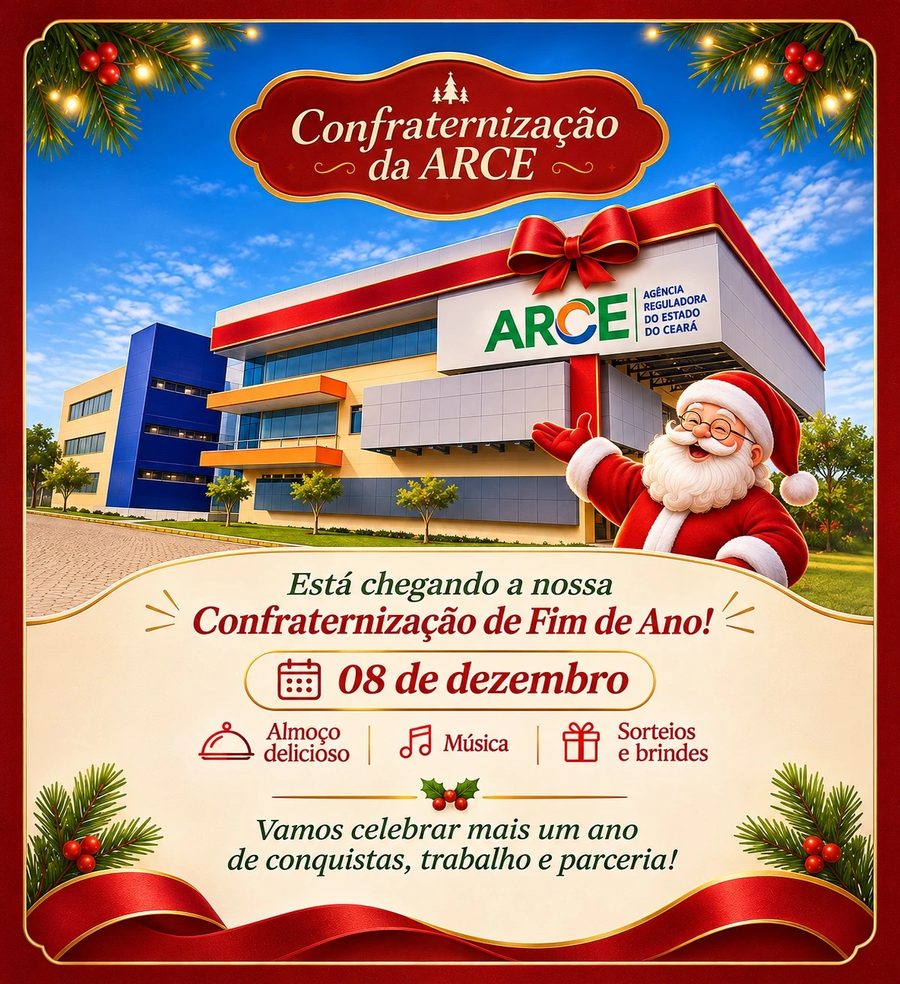 Confraternização
da ARCE
ARCE
AGÊNCIA
REGULADORA
DO ESTADO
DO CEARÁ
Está chegando a nossa
Confraternização de Fim de Ano!
08 de dezembro
Almoço
delicioso
Música
Sorteios
e brindes
Vamos celebrar mais um ano
de conquistas, trabalho e parceria!